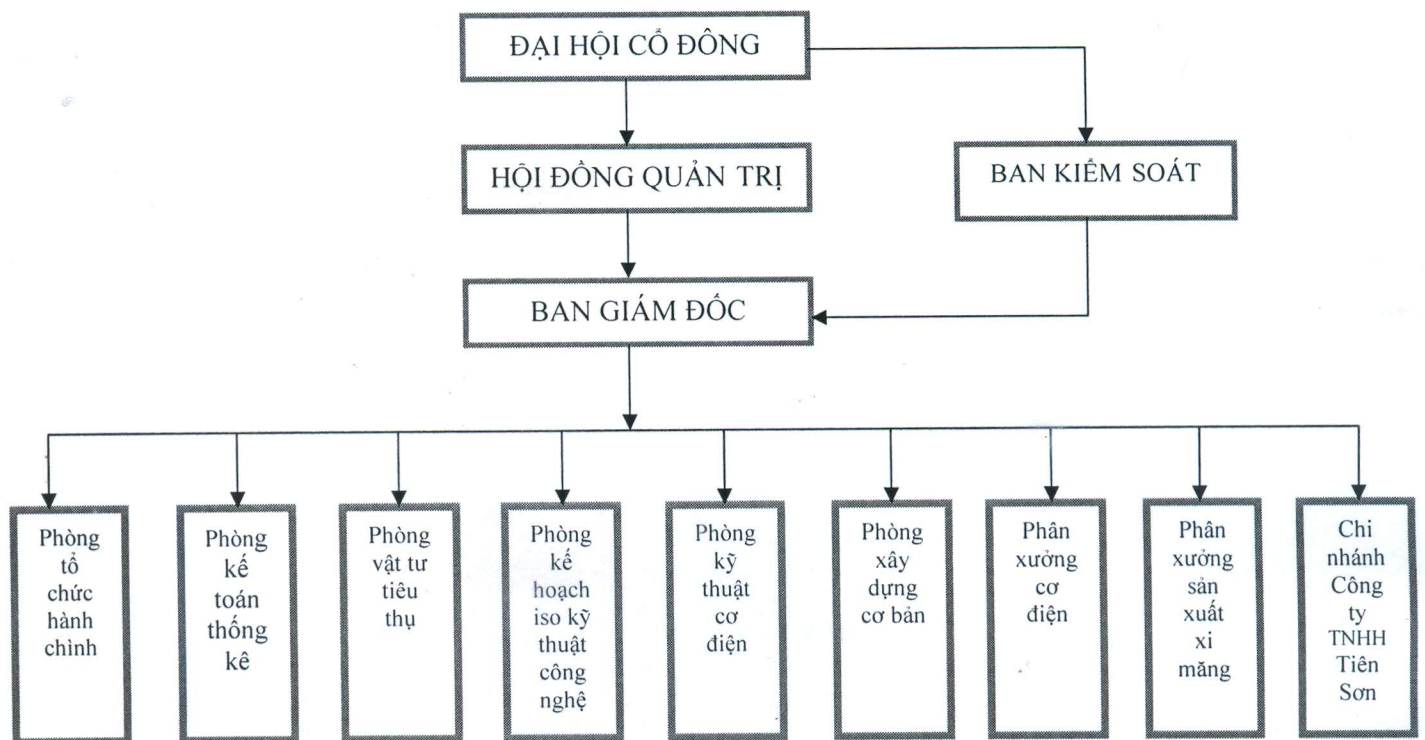 ĐẠI HỘI CỔ ĐÔNG
HỘI ĐỒNG QUẢN TRỊ
BAN KIỂM SOÁT
BAN GIÁM ĐỐC
Phòng
tổ
chức
hành
chình
Phòng
kế
toán
thống
kê
Phòng
vật tư
tiêu
thụ
Phòng
kế
hoạch
iso kỹ
thuật
công
nghệ
Phòng
kỹ
thuật
cơ
điện
Phòng
xây
dựng
cơ bản
Phân
xưởng
cơ
điện
Phân
xưởng
sản
xuất
xi
măng
Chi
nhánh
Công
ty
TNHH
Tiên
Sơn